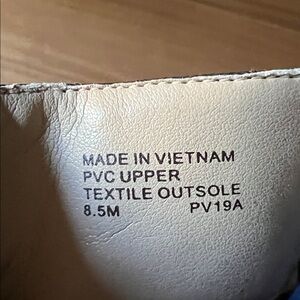 MADE IN VIETNAM
PVC UPPER
TEXTILE OUTSOLE
8.5M PV19A